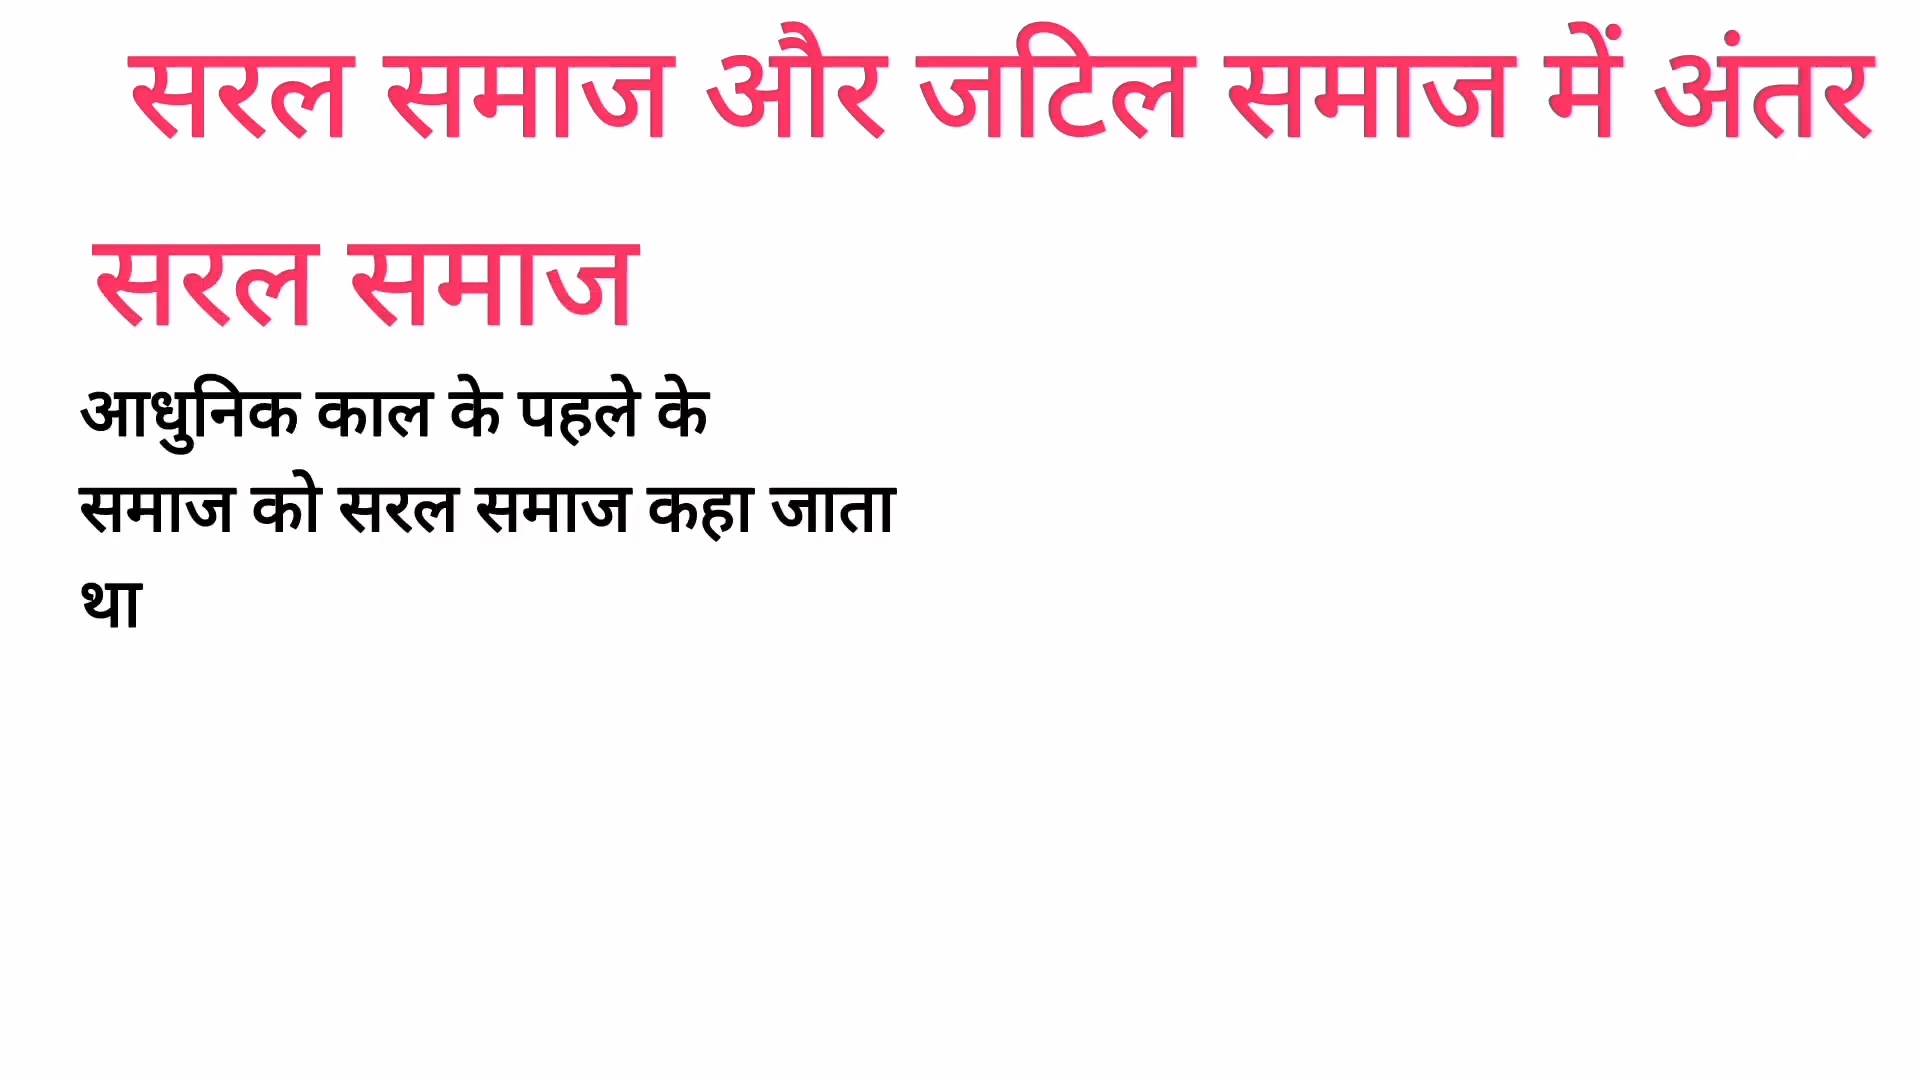 सरल समाज और जटिल समाज में अंतर
सरल समाज
आधुनिक काल के पहले के
समाज को सरल समाज कहा जाता
था